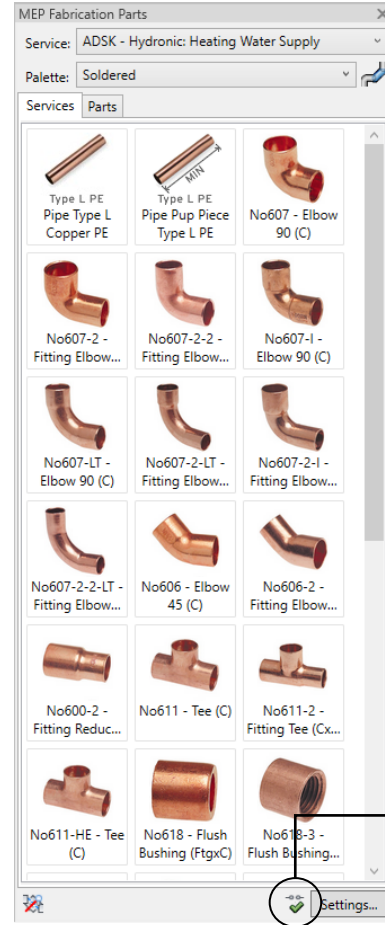 MEP Fabrication Parts
Service: ADSK - Hydronic: Heating Water Supply
Palette: Soldered
Services Parts
Type L PE
Pipe Type L
Copper PE
MIN
Type L PE
Pipe Pup Piece
Type L PE
No607 - Elbow
90 (C)
No607-2 -
Fitting Elbow...
No607-2-2 -
Fitting Elbow...
No607-I -
Elbow 90 (C)
No607-LT -
Elbow 90 (C)
No607-2-LT -
Fitting Elbow...
No607-2-I -
Fitting Elbow...
No607-2-2-LT -
Fitting Elbow...
No606 - Elbow
45 (C)
No606-2 -
Fitting Elbow...
No600-2 -
Fitting Reduc...
No611 - Tee (C)
No611-2 -
Fitting Tee (Cx...
No611-HE - Tee
(C)
No618 - Flush
Bushing (FtgxC)
No618-3 -
Flush Bushing...
Settings...